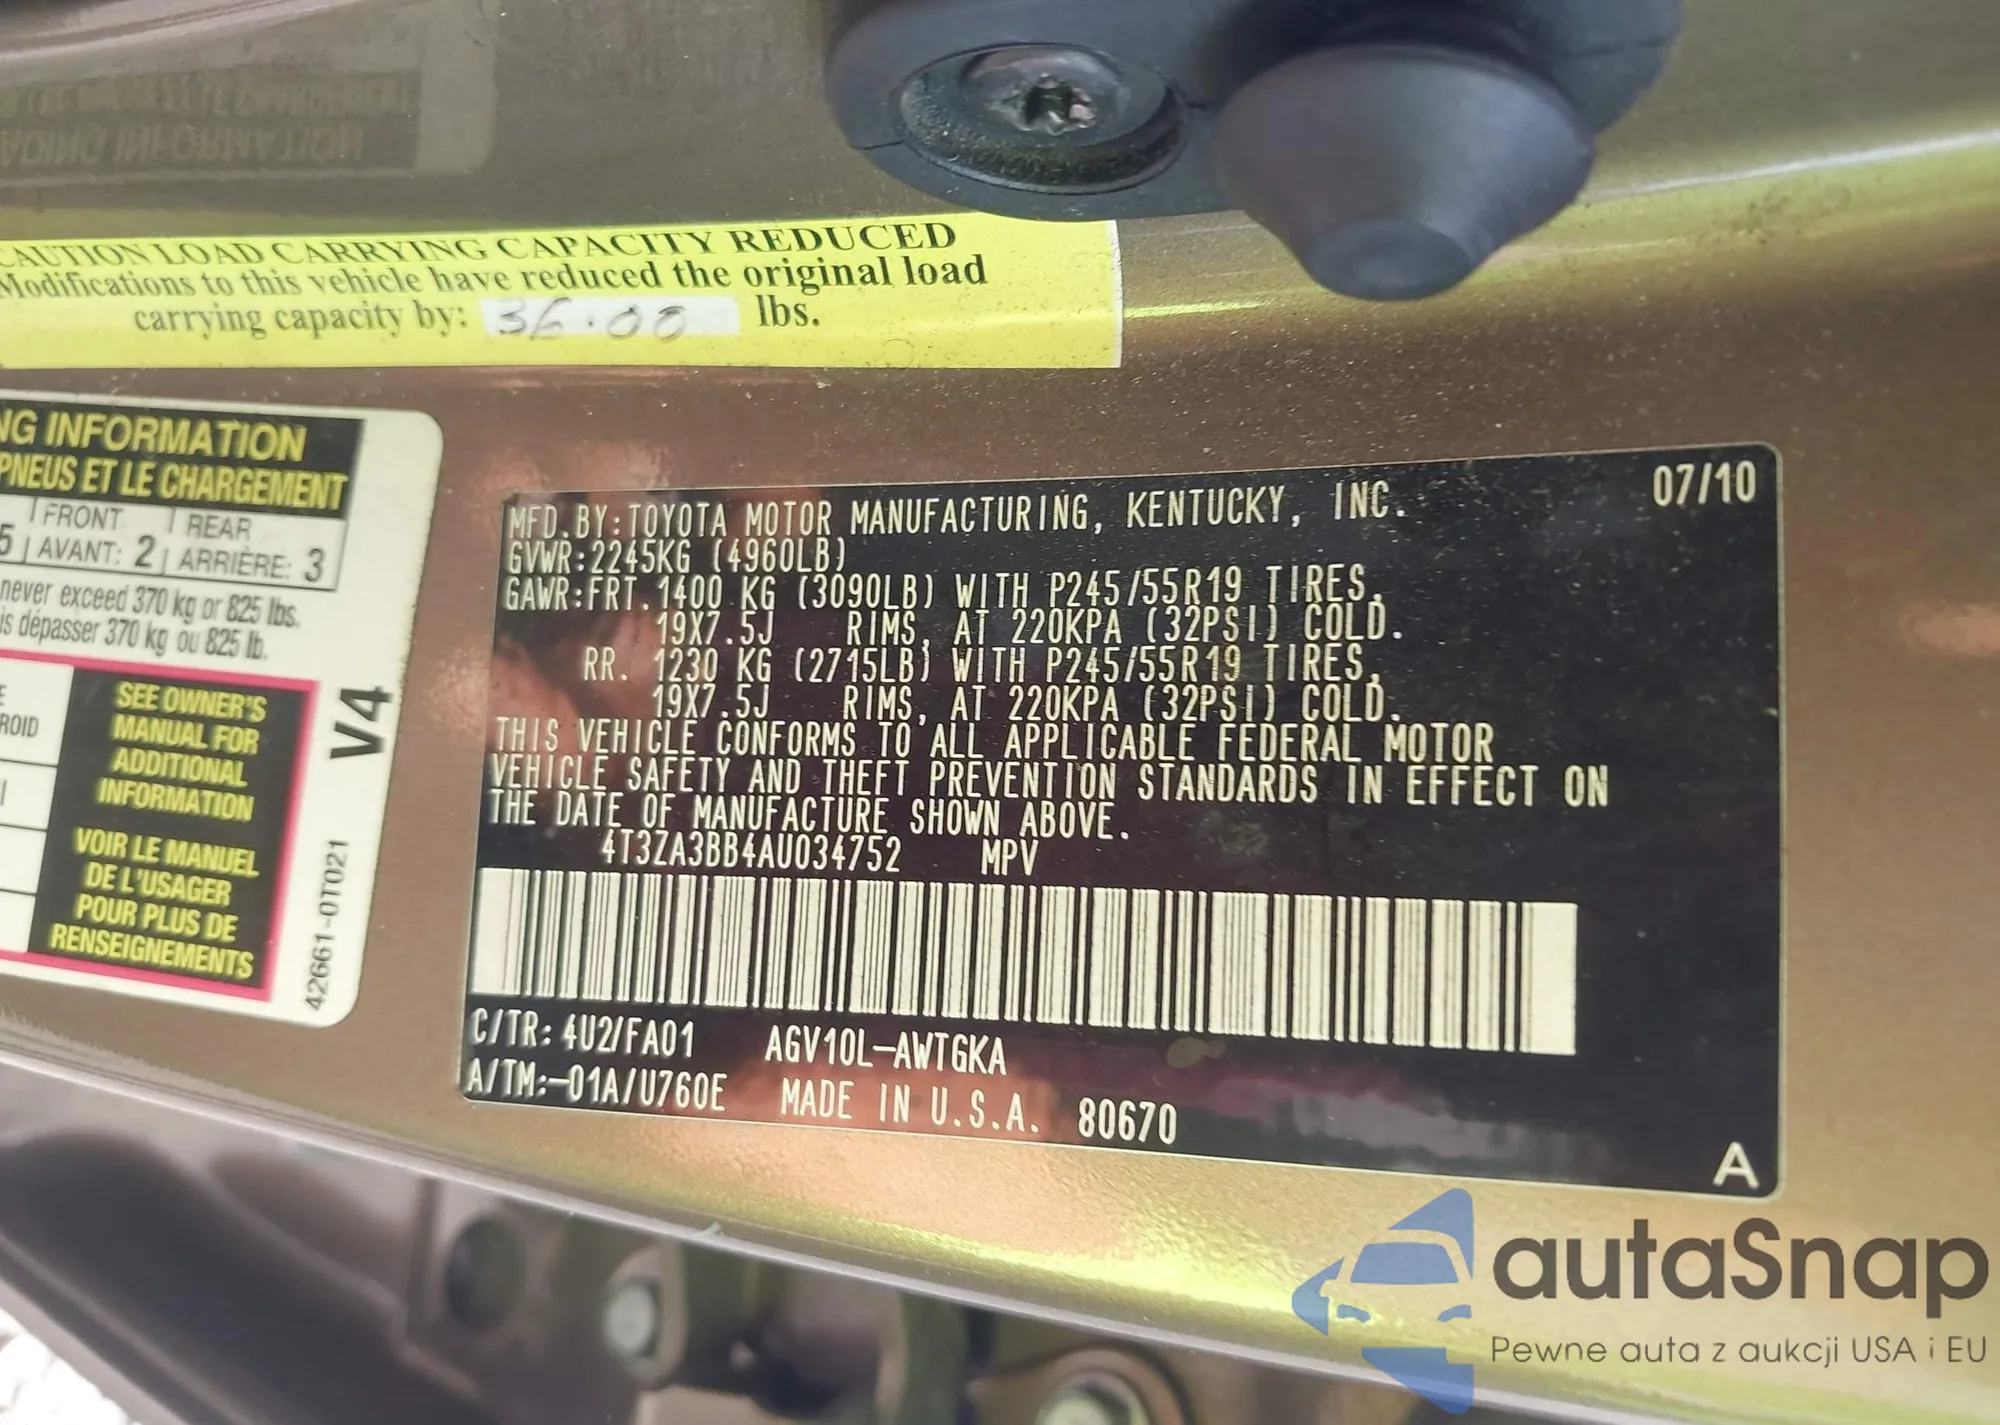 CAUTION LOAD CARRYING CAPACITY REDUCED
Modifications to this vehicle have reduced the original load
carrying capacity by: 36.00 lbs.
NG INFORMATION
PNEUS ET LE CHARGEMENT
FRONT REAR
5 AVANT: 2 ARRIÈRE: 3
never exceed 370 kg or 825 lbs.
is dépasser 370 kg ou 825 lb.
SEE OWNER'S
MANUAL FOR
ADDITIONAL
INFORMATION
VOIR LE MANUEL
DE L'USAGER
POUR PLUS DE
RENSEIGNEMENTS
V4
42661-0T021
07/10
MFD.BY:TOYOTA MOTOR MANUFACTURING, KENTUCKY, INC.
GVWR:2245KG (4960LB)
GAWR:FRT.1400 KG (3090LB) WITH P245/55R19 TIRES,
19X7.5J RIMS, AT 220KPA (32PSI) COLD.
RR. 1230 KG (2715LB) WITH P245/55R19 TIRES,
19X7.5J RIMS, AT 220KPA (32PSI) COLD.
THIS VEHICLE CONFORMS TO ALL APPLICABLE FEDERAL MOTOR
VEHICLE SAFETY AND THEFT PREVENTION STANDARDS IN EFFECT ON
THE DATE OF MANUFACTURE SHOWN ABOVE.
4T3ZA3BB4AU034752 MPV
C/TR: 4U2/FA01 AGV10L-AWTGKA
A/TM:-01A/U760E MADE IN U.S.A. 80670
A
autaSnap
Pewne auta z aukcji USA i EU